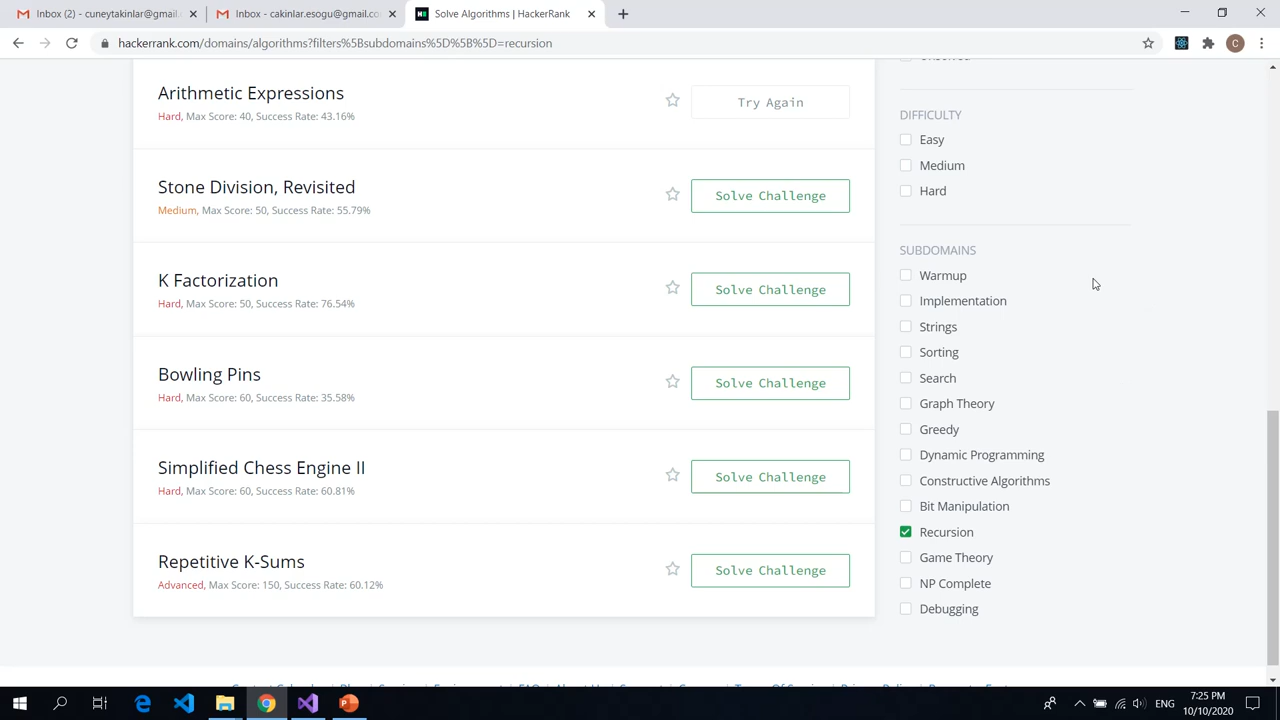 Inbox (2) - cuneytakinlar@gmail.
Inbox - cakinlar.esogu@gmail.co
Solve Algorithms | HackerRank
hackerrank.com/domains/algorithms?filters%5Bsubdomains%5D%5B%5D=recursion
C
Unsolved
Arithmetic Expressions
Hard, Max Score: 40, Success Rate: 43.16%
Try Again
Stone Division, Revisited
Medium, Max Score: 50, Success Rate: 55.79%
Solve Challenge
K Factorization
Hard, Max Score: 50, Success Rate: 76.54%
Solve Challenge
Bowling Pins
Hard, Max Score: 60, Success Rate: 35.58%
Solve Challenge
Simplified Chess Engine II
Hard, Max Score: 60, Success Rate: 60.81%
Solve Challenge
Repetitive K-Sums
Advanced, Max Score: 150, Success Rate: 60.12%
Solve Challenge
DIFFICULTY
Easy
Medium
Hard
SUBDOMAINS
Warmup
Implementation
Strings
Sorting
Search
Graph Theory
Greedy
Dynamic Programming
Constructive Algorithms
Bit Manipulation
Recursion
Game Theory
NP Complete
Debugging
ENG
7:25 PM
10/10/2020